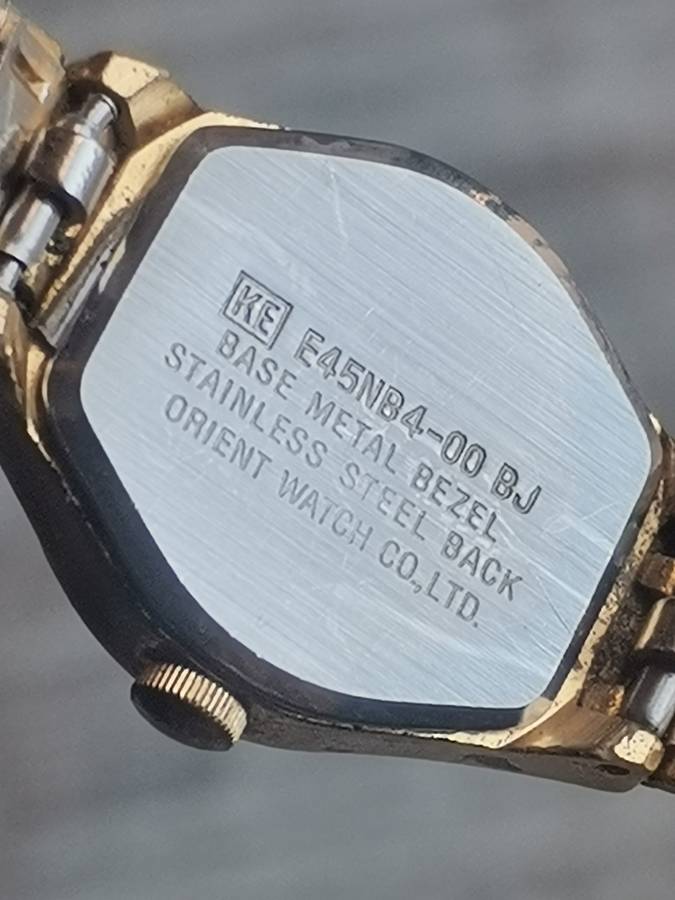 KE E45NB4-00 BJ
BASE METAL BEZEL
STAINLESS STEEL BACK
ORIENT WATCH CO.,LTD.